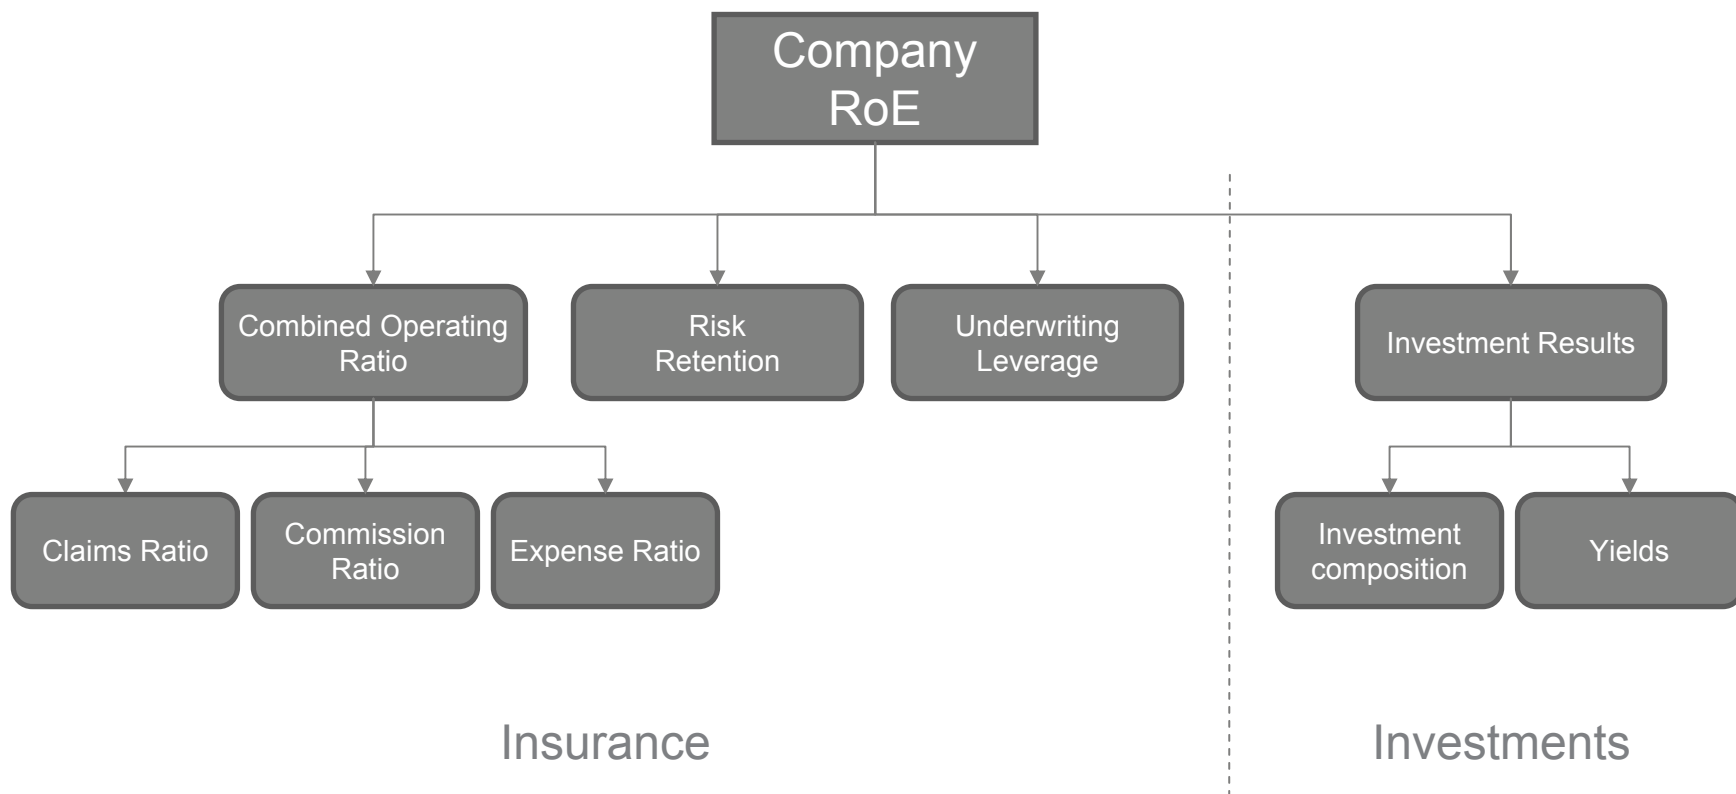 Company
RoE
Combined Operating
Ratio
Risk
Retention
Underwriting
Leverage
Investment Results
Claims Ratio
Commission
Ratio
Expense Ratio
Investment
composition
Yields
Insurance
Investments